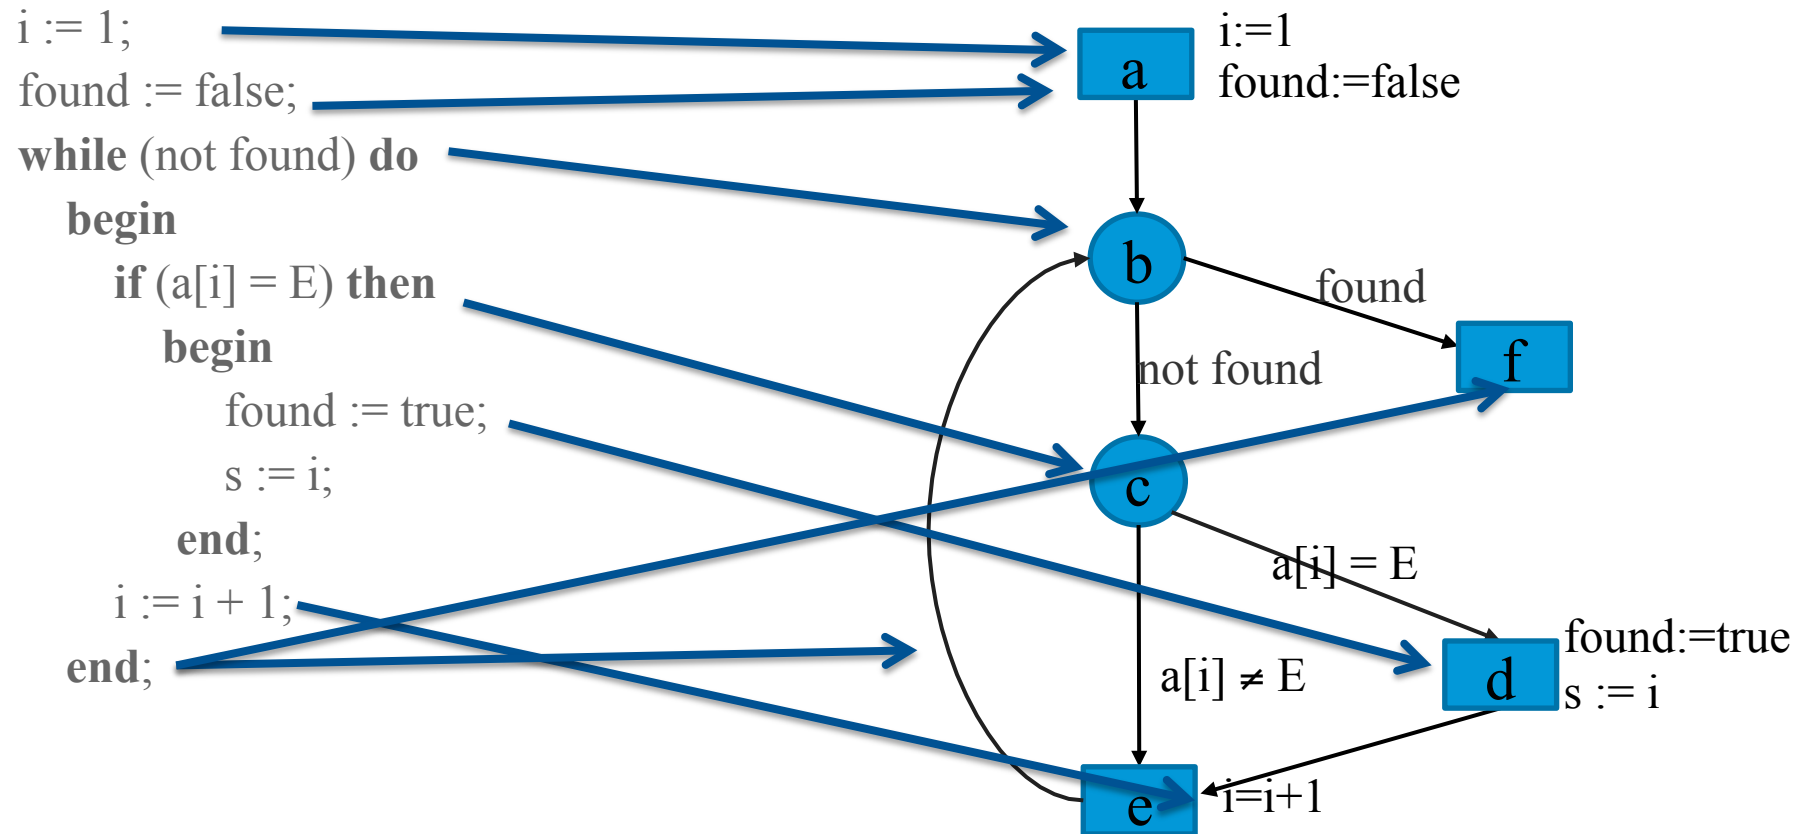 i := 1;
found := false;
while (not found) do
begin
if (a[i] = E) then
begin
found := true;
s := i;
end;
i := i + 1;
end;
a
i:=1
found:=false
b
found
f
not found
c
a[i] = E
a[i] ≠ E
d
found:=true
s := i
e
i=i+1